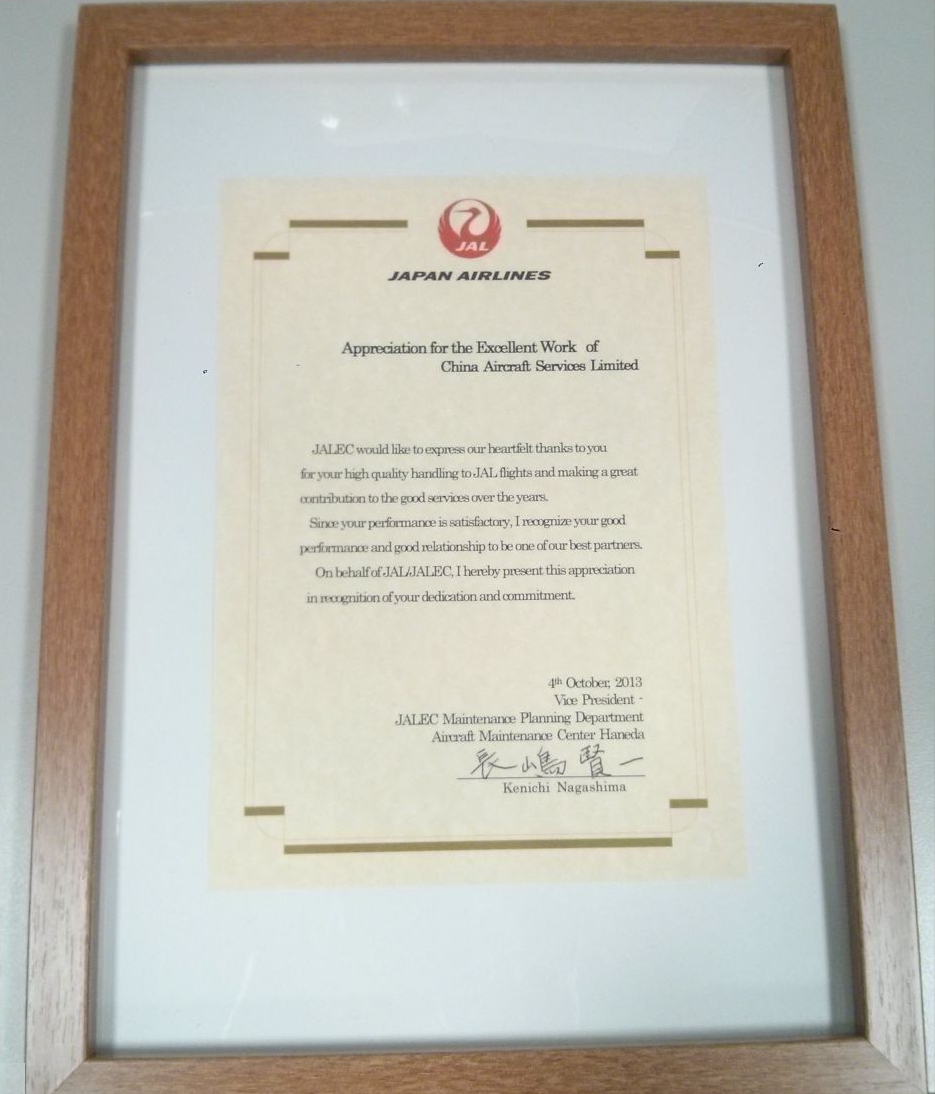 JAL
JAPAN AIRLINES
Appreciation for the Excellent Work of
China Aircraft Services Limited
JALEC would like to express our heartfelt thanks to you
for your high quality handling to JAL flights and making a great
contribution to the good services over the years.
Since your performance is satisfactory, I recognize your good
performance and good relationship to be one of our best partners.
On behalf of JAL/JALEC, I hereby present this appreciation
in recognition of your dedication and commitment.
4th October, 2013
Vice President -
JALEC Maintenance Planning Department
Aircraft Maintenance Center Haneda
長嶋 賢一
Kenichi Nagashima